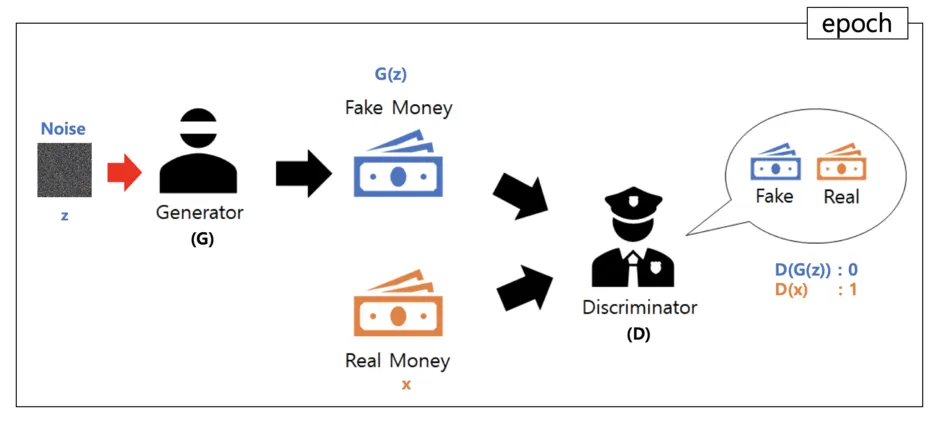 epoch
G(z)
Fake Money
Noise
z
Generator
(G)
Fake Real
D(G(z)) : 0
D(x) : 1
Discriminator
(D)
Real Money
x